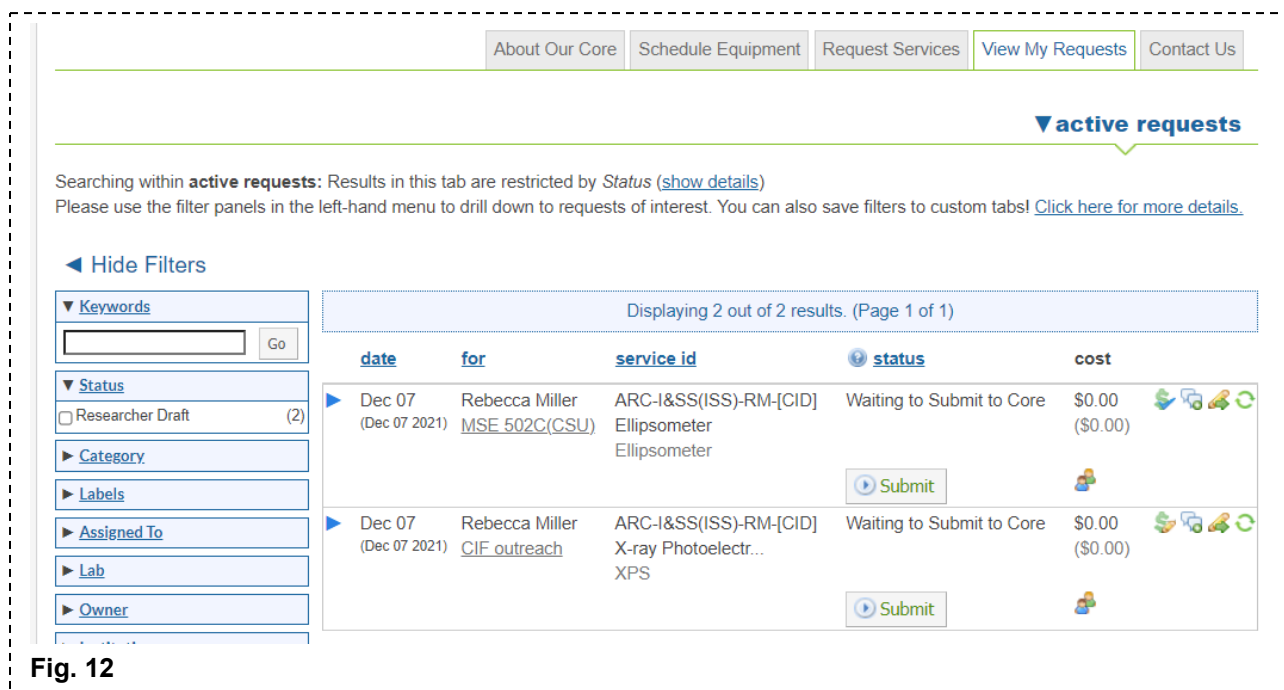 About Our Core Schedule Equipment Request Services View My Requests Contact Us
▼active requests
Searching within active requests: Results in this tab are restricted by Status (show details)
Please use the filter panels in the left-hand menu to drill down to requests of interest. You can also save filters to custom tabs! Click here for more details.
◄ Hide Filters
▼ Keywords
Go
▼ Status
Researcher Draft (2)
► Category
► Labels
► Assigned To
► Lab
► Owner
Displaying 2 out of 2 results. (Page 1 of 1)
date for service id status cost
Dec 07 Rebecca Miller ARC-I&SS(ISS)-RM-[CID] Waiting to Submit to Core $0.00
(Dec 07 2021) MSE 502C(CSU) Ellipsometer ($0.00)
Ellipsometer
Submit
Dec 07 Rebecca Miller ARC-I&SS(ISS)-RM-[CID] Waiting to Submit to Core $0.00
(Dec 07 2021) CIF outreach X-ray Photoelectr... ($0.00)
XPS
Submit
Fig. 12